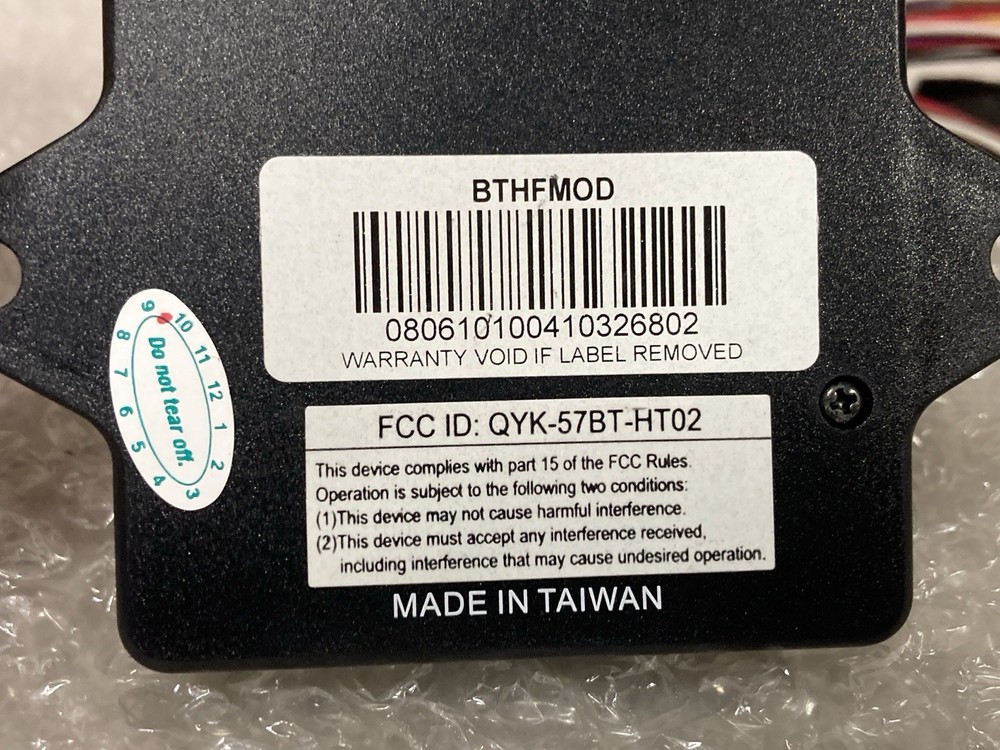 BTHFMOD
080610100410326802
WARRANTY VOID IF LABEL REMOVED
9 10 11 12 1 2 3 4 5 6 7 8
Do not tear off.
FCC ID: QYK-57BT-HT02
This device complies with part 15 of the FCC Rules.
Operation is subject to the following two conditions:
(1)This device may not cause harmful interference.
(2)This device must accept any interference received,
including interference that may cause undesired operation.
MADE IN TAIWAN